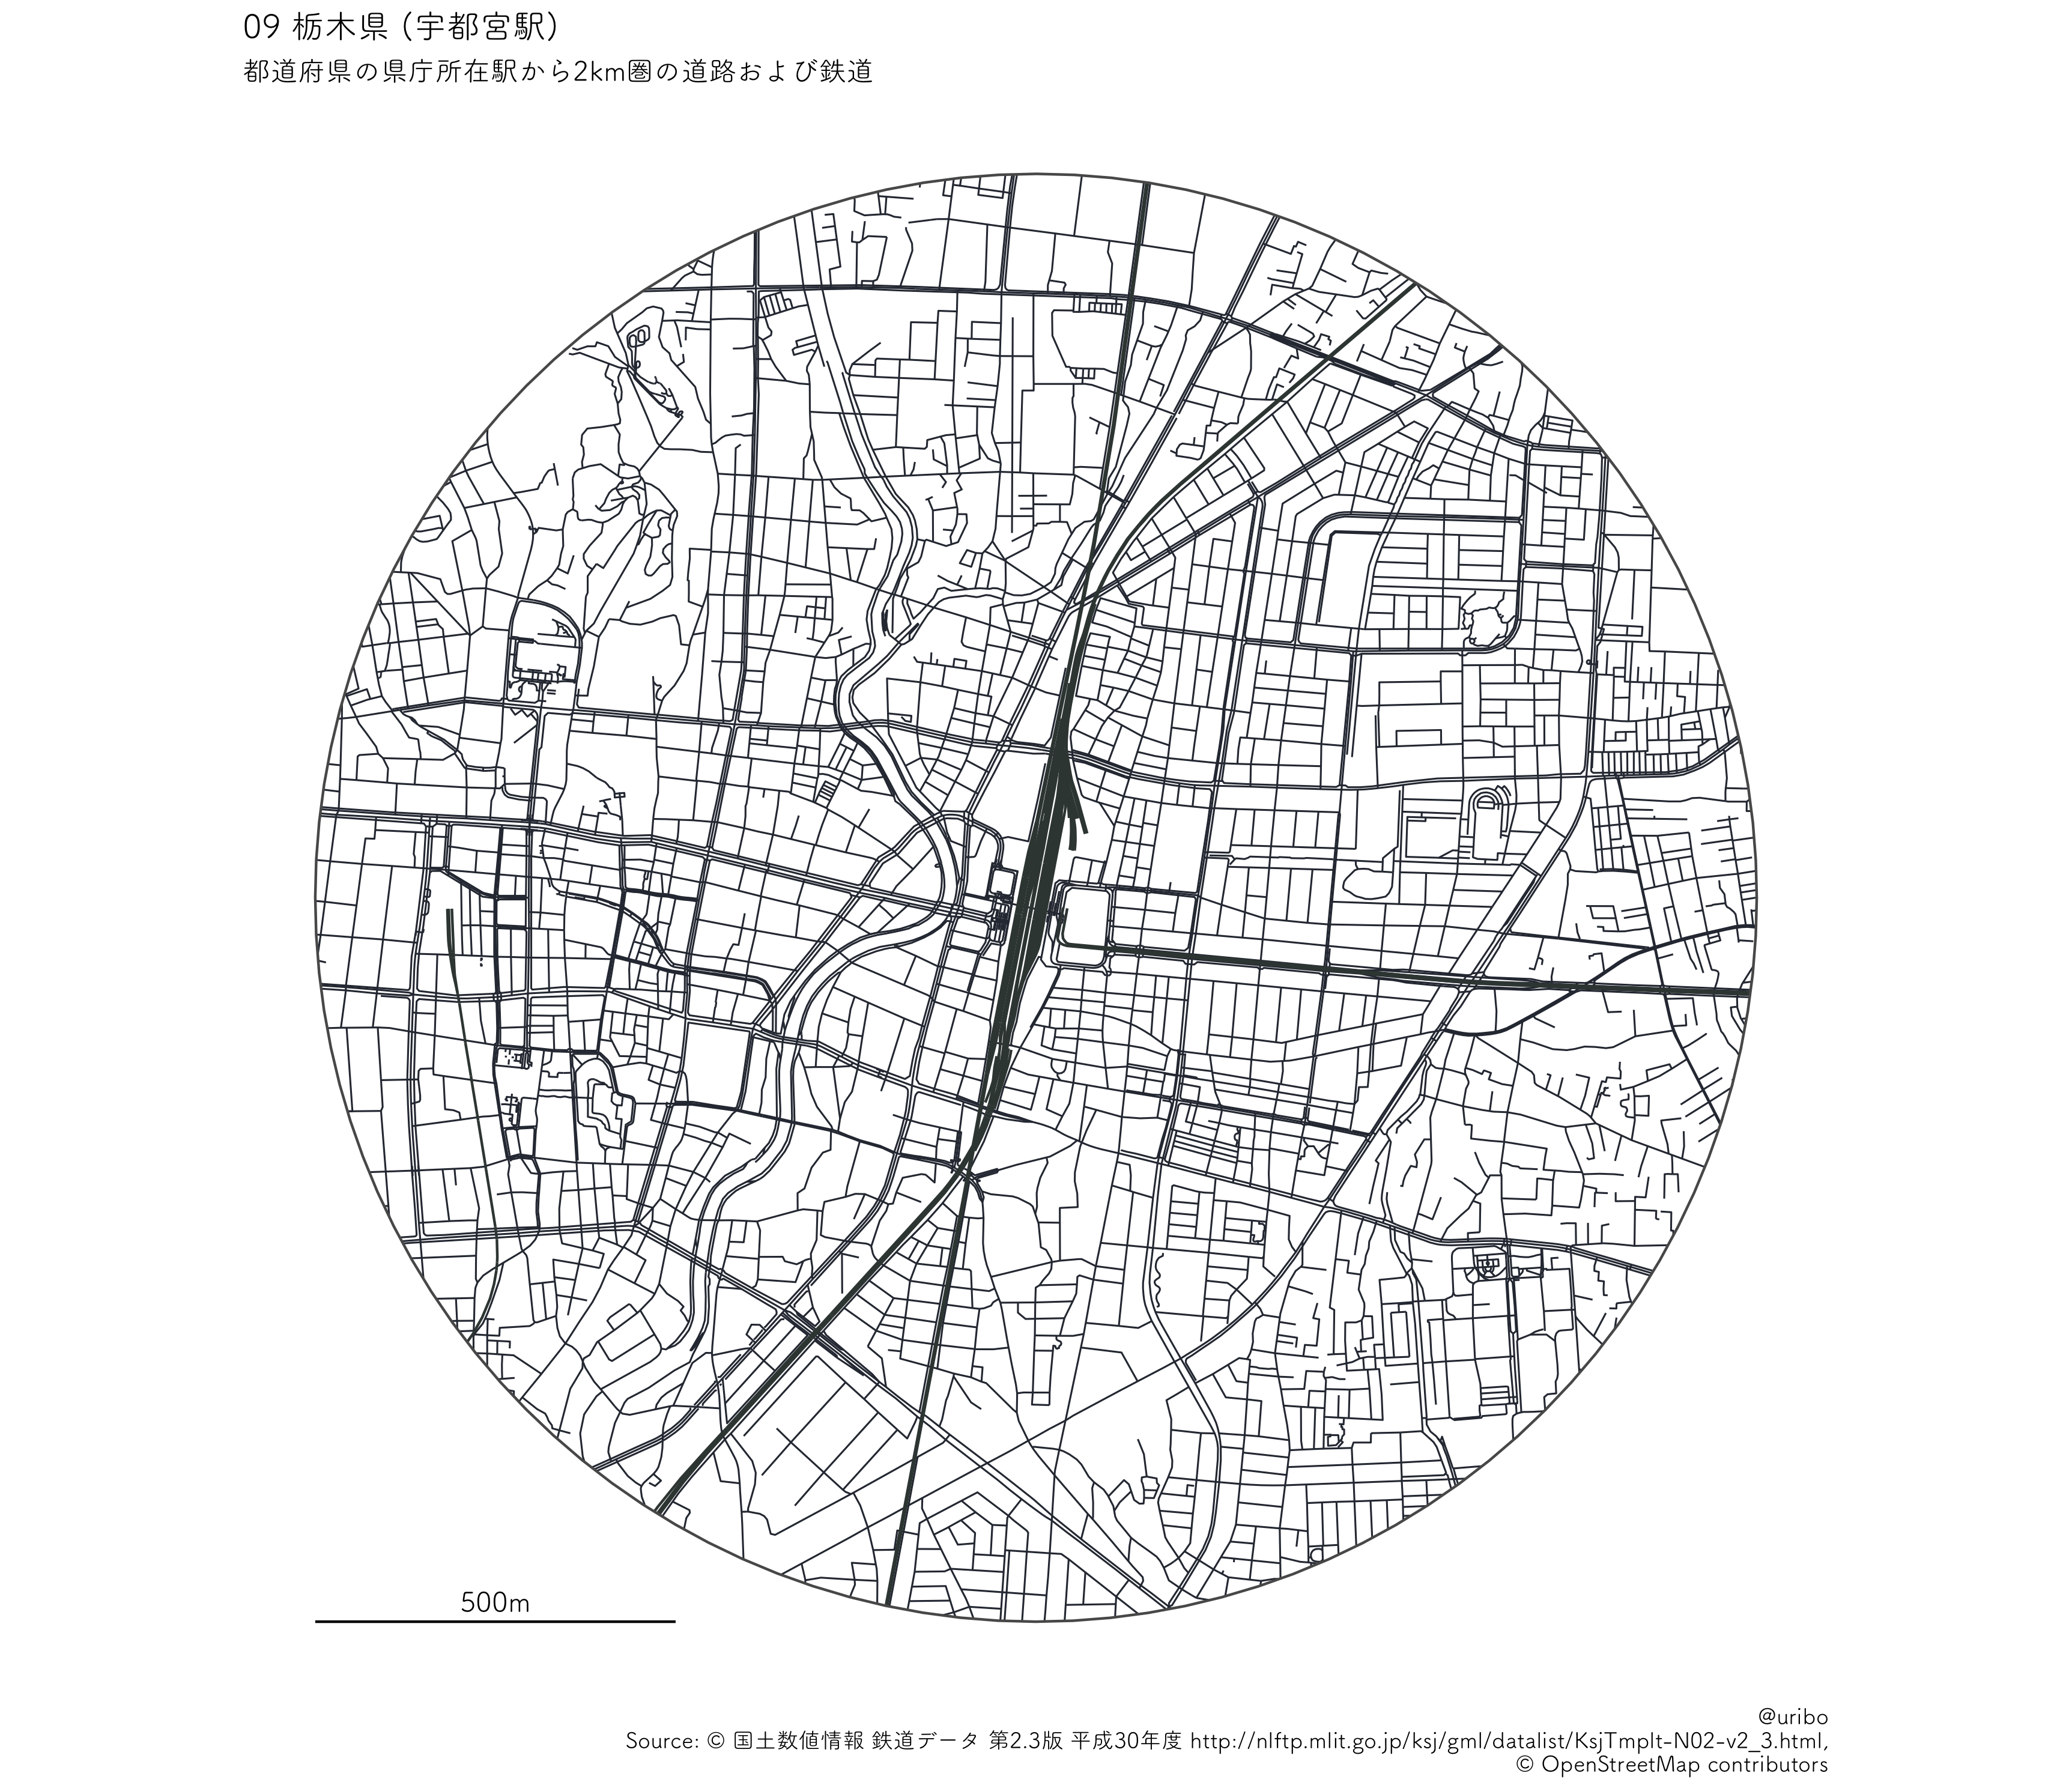 09 栃木県 (宇都宮駅)
都道府県の県庁所在駅から2km圏の道路および鉄道
500m
@uribo
Source: © 国土数値情報 鉄道データ 第2.3版 平成30年度 http://nlftp.mlit.go.jp/ksj/gml/datalist/KsjTmplt-N02-v2_3.html,
© OpenStreetMap contributors